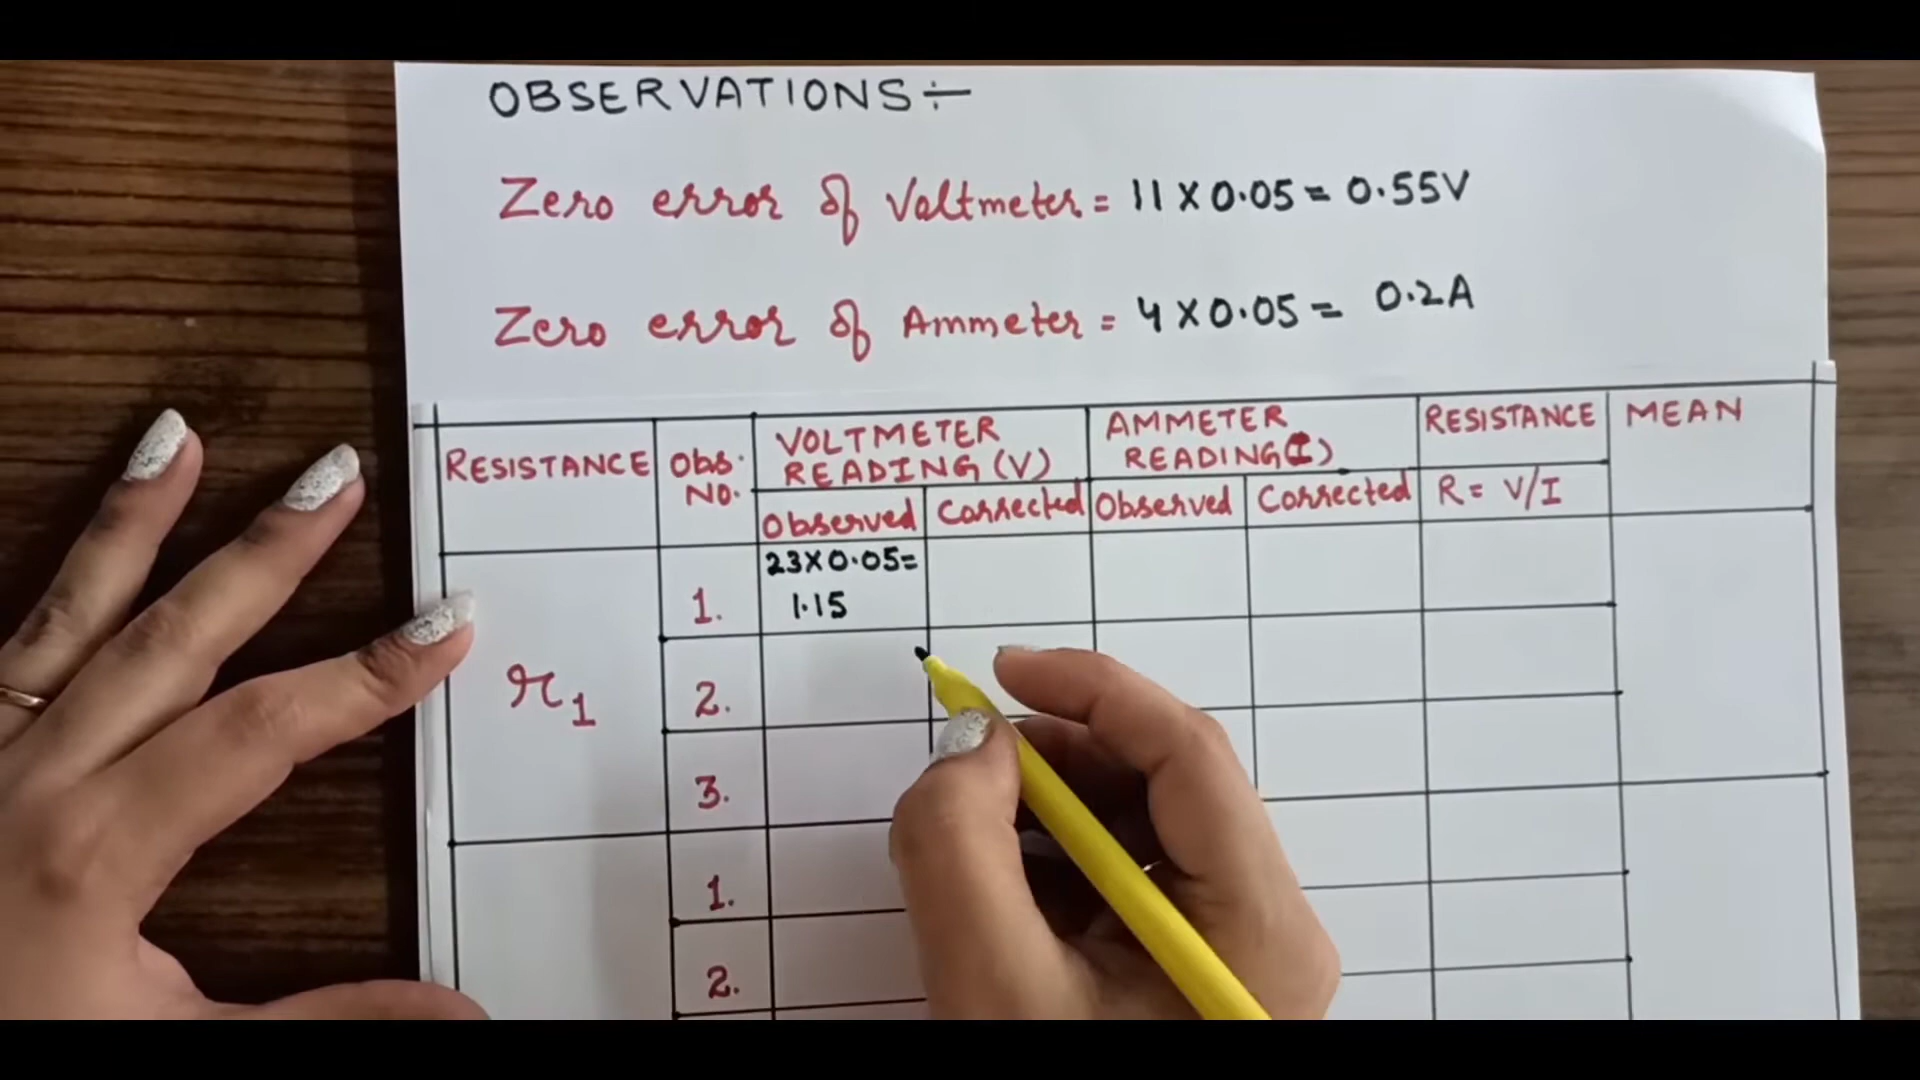 OBSERVATIONS÷
Zero error of Voltmeter = 11 X 0.05 = 0.55V
Zero error of Ammeter = 4 X 0.05 = 0.2A
RESISTANCE
Obs.
NO.
VOLTMETER
READING (V)
AMMETER
READING(I)
RESISTANCE
MEAN
Observed
Corrected
Observed
Corrected
R = V/I
r1
1.
23X0.05=
1.15
2.
3.
1.
2.